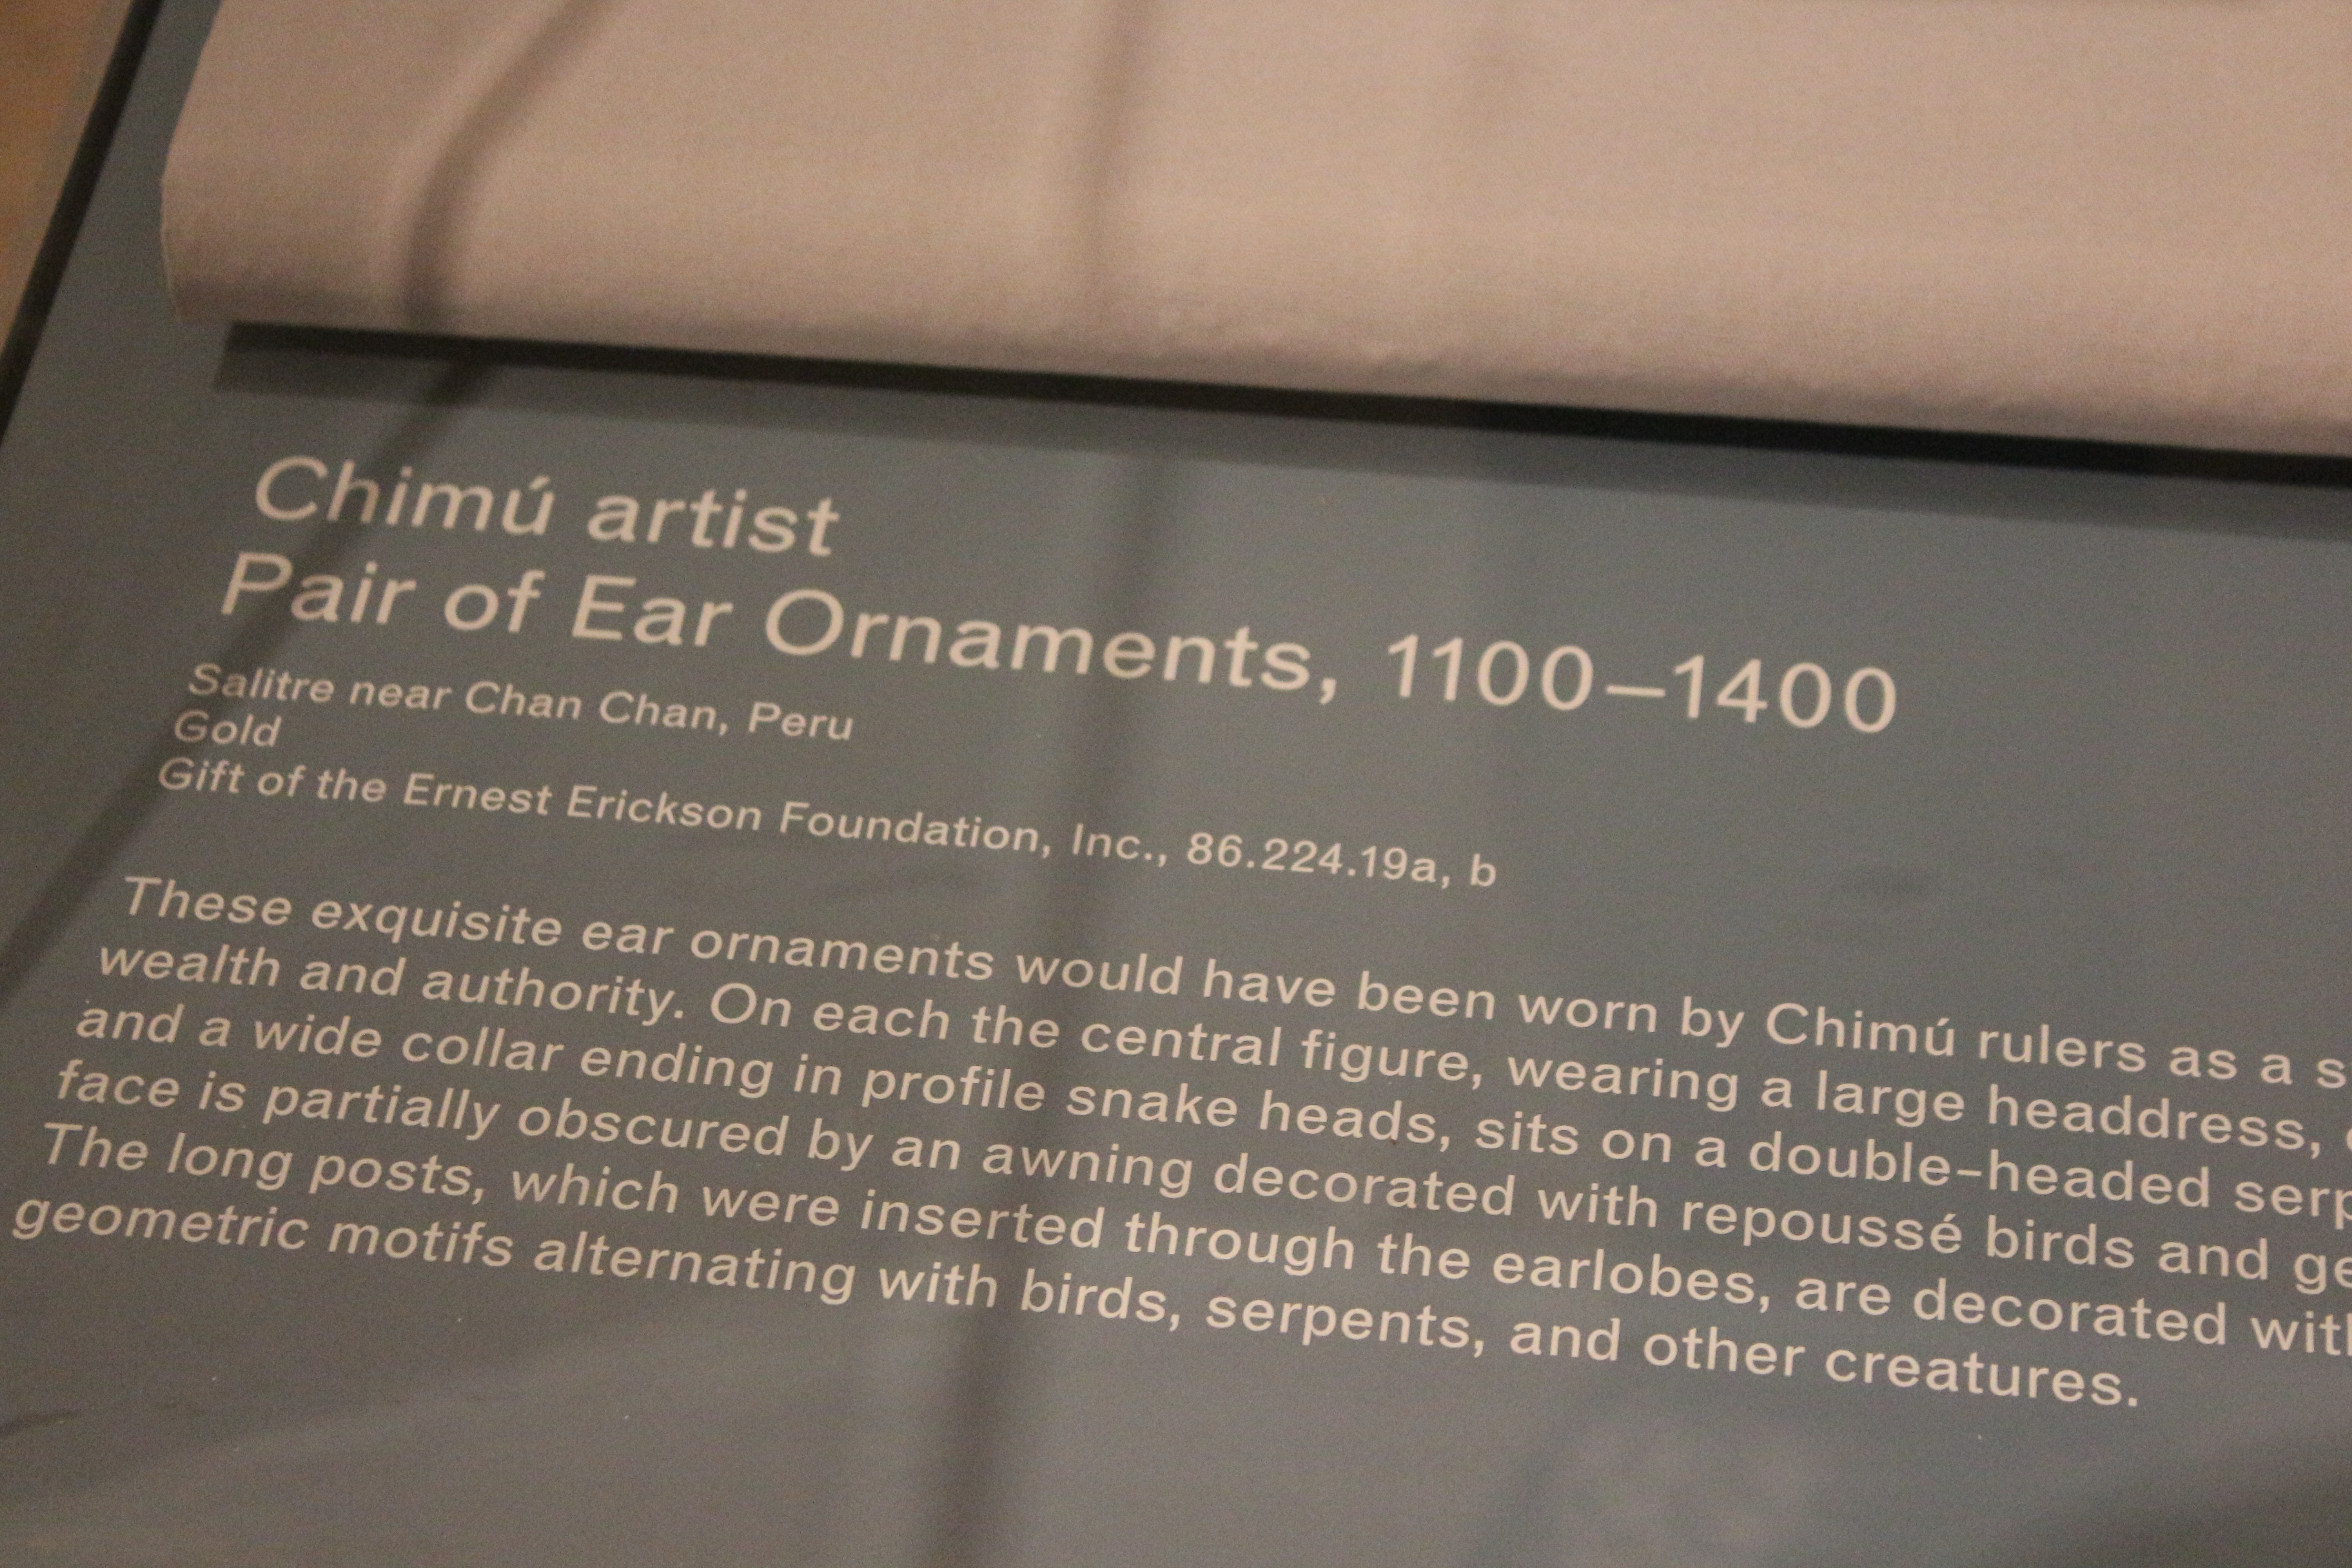 Chimú artist
Pair of Ear Ornaments, 1100–1400
Salitre near Chan Chan, Peru
Gold
Gift of the Ernest Erickson Foundation, Inc., 86.224.19a, b
These exquisite ear ornaments would have been worn by Chimú rulers as a
wealth and authority. On each the central figure, wearing a large headdress,
and a wide collar ending in profile snake heads, sits on a double-headed
face is partially obscured by an awning decorated with repoussé birds and
The long posts, which were inserted through the earlobes, are decorated with
geometric motifs alternating with birds, serpents, and other creatures.